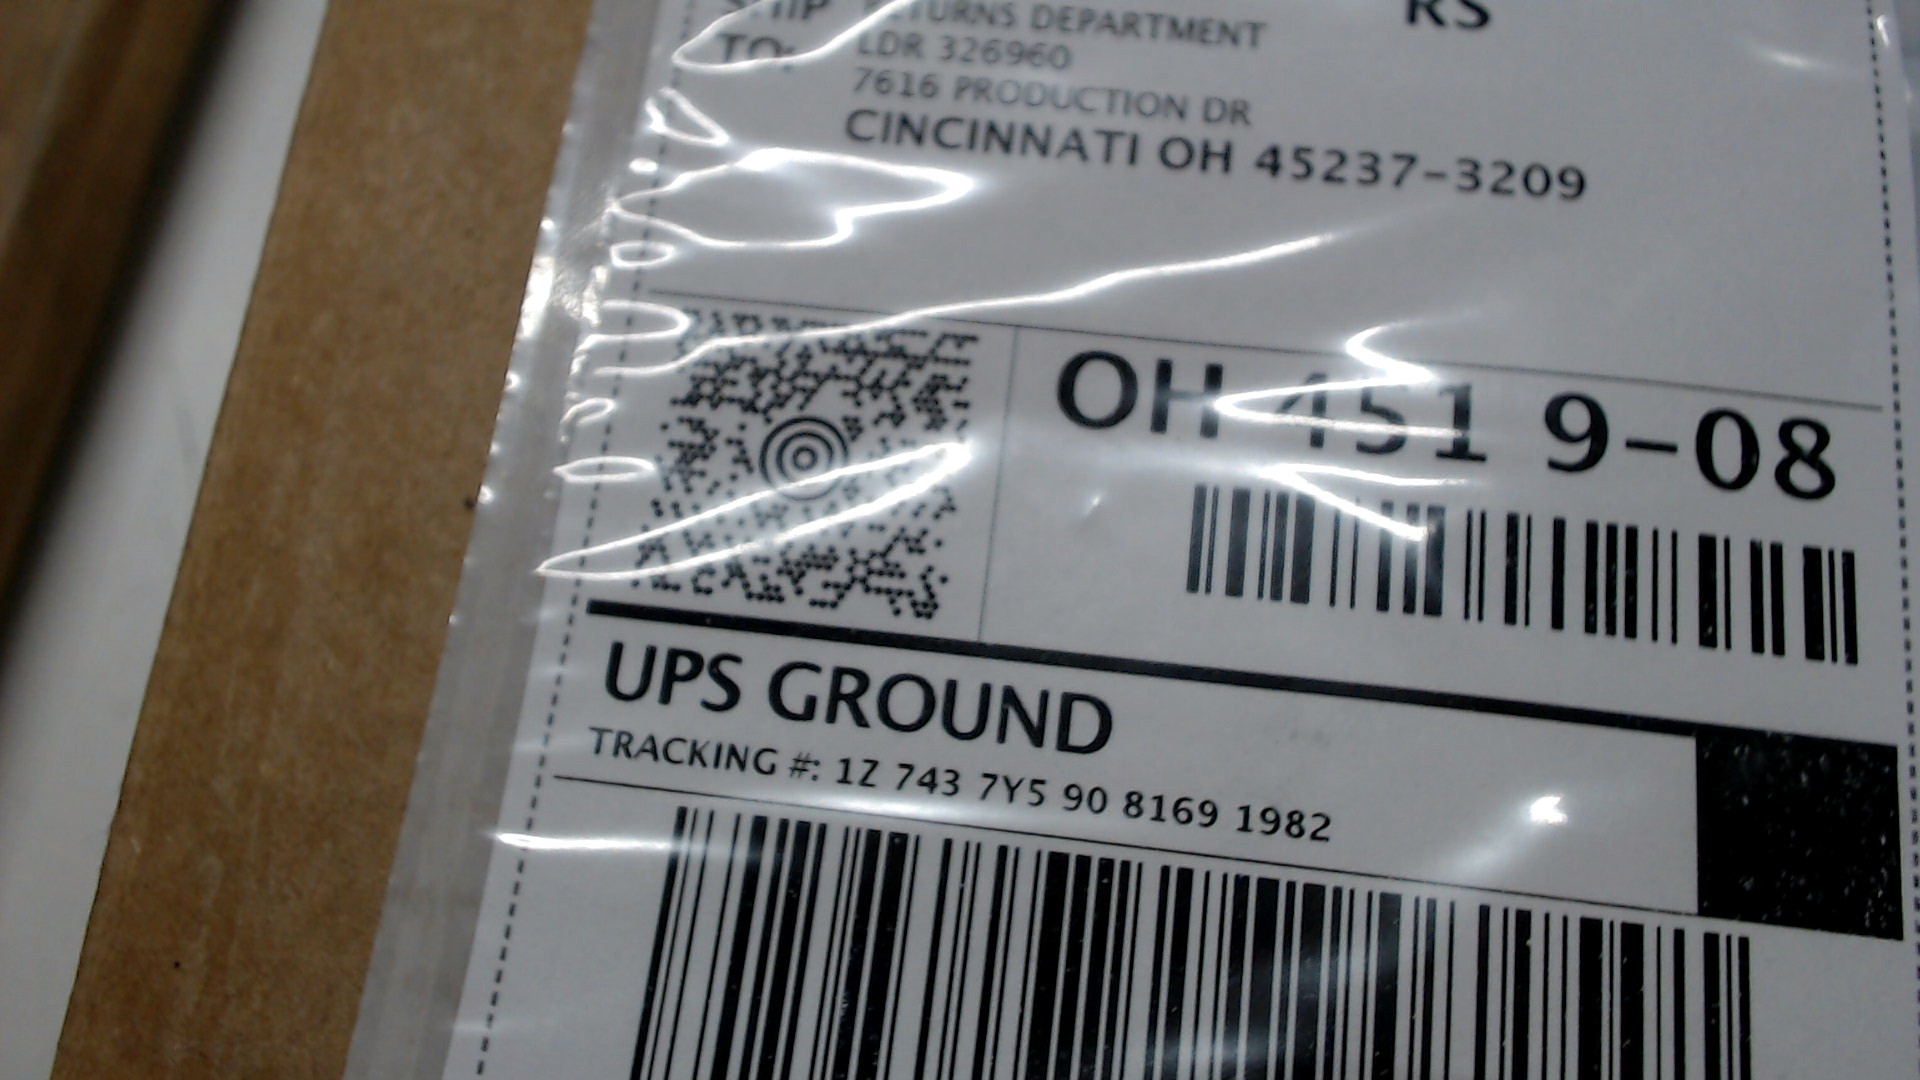 RS
SHIP RETURNS DEPARTMENT
TO: LDR 326960
7616 PRODUCTION DR
CINCINNATI OH 45237-3209
OH 451 9-08
UPS GROUND
TRACKING #: 1Z 743 7Y5 90 8169 1982